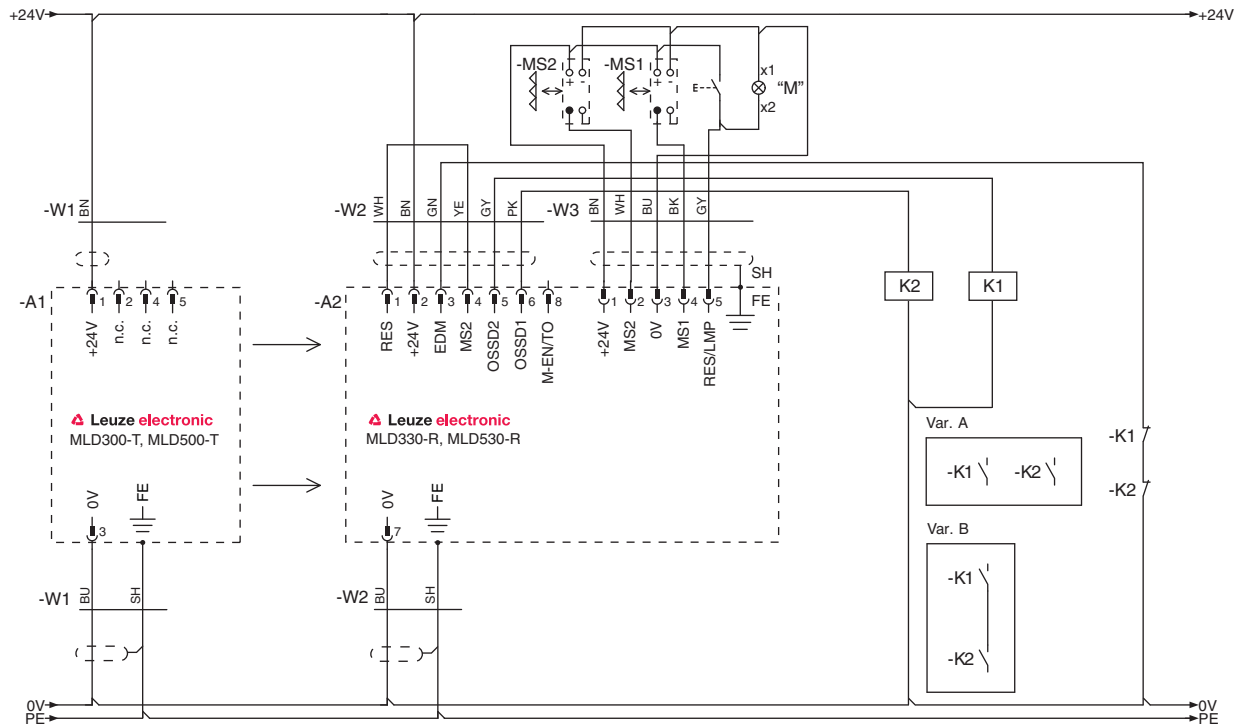 +24V +24V
-MS2 + - -MS1 + - E x1 "M" x2
-W1 BN -W2 WH BN GN YE GY PK -W3 BN WH BU BK GY
SH
-A1 1 2 4 5 -A2 1 2 3 4 5 6 8 1 2 3 4 5 FE
+24V n.c. n.c. n.c. RES +24V EDM MS2 OSSD2 OSSD1 M-EN/TO +24V MS2 0V MS1 RES/LMP
K2 K1
Leuze electronic
MLD300-T, MLD500-T
Leuze electronic
MLD330-R, MLD530-R
Var. A
-K1 -K2
-K1
-K2
0V FE 0V FE
3 7
Var. B
-K1
-K2
-W1 BU SH -W2 BU SH
0V 0V
PE PE